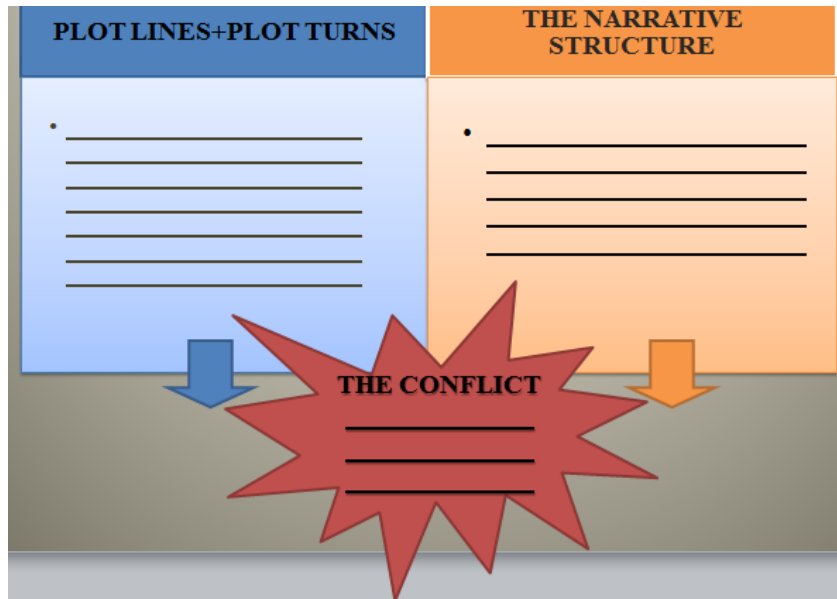 PLOT LINES+PLOT TURNS
THE NARRATIVE
STRUCTURE
THE CONFLICT